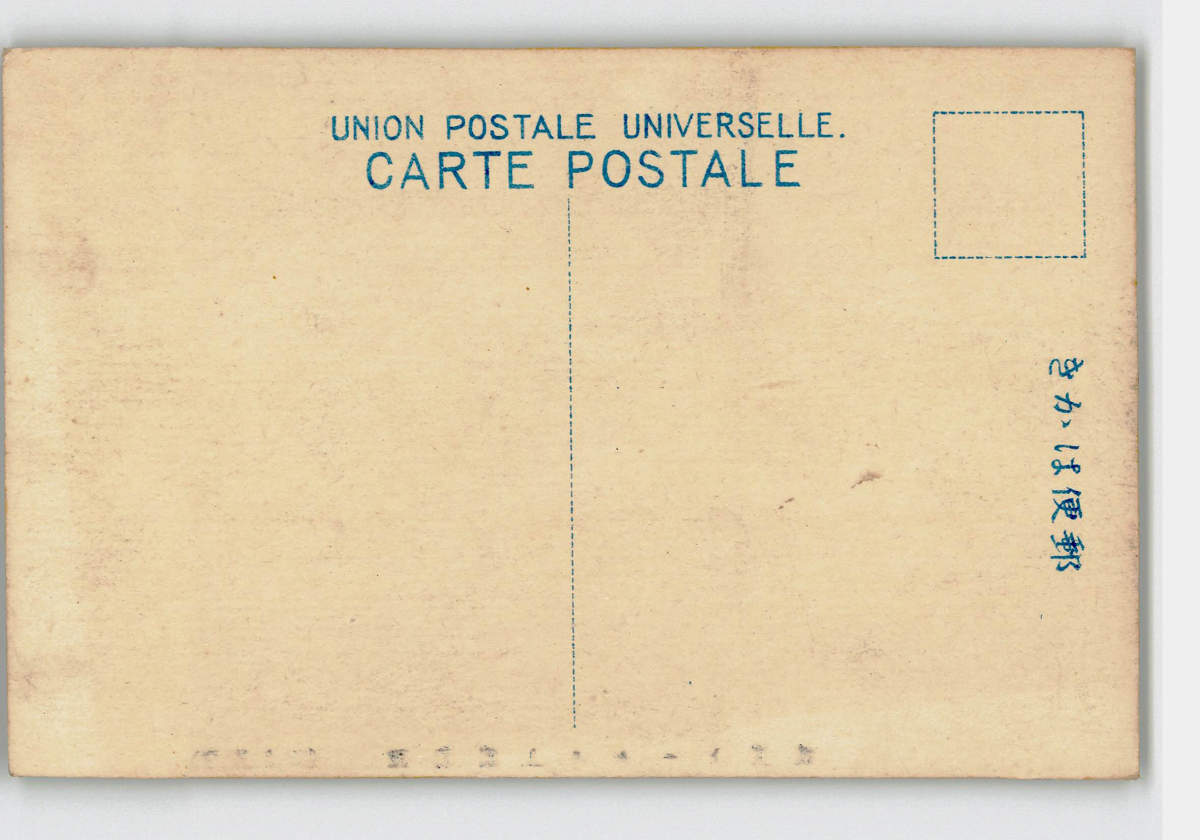 UNION POSTALE UNIVERSELLE.
CARTE POSTALE
きかは便郵